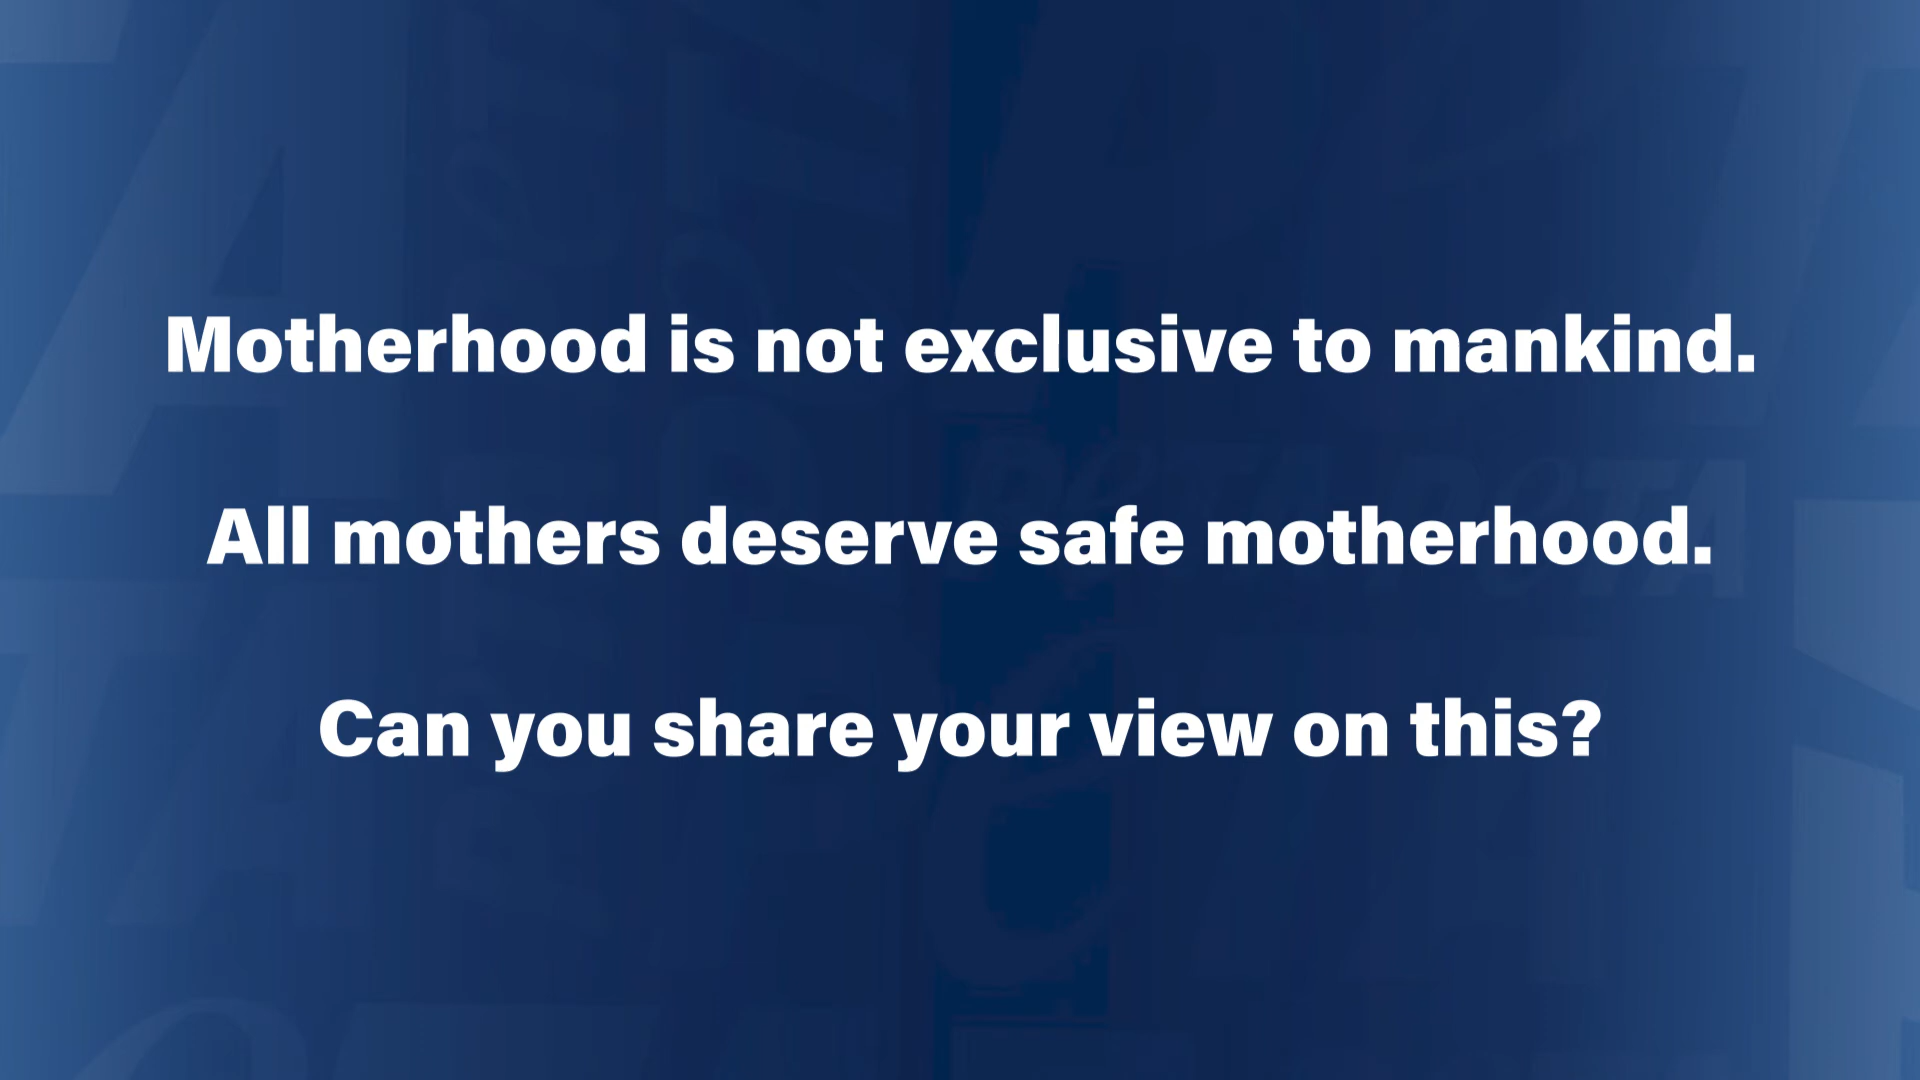 Motherhood is not exclusive to mankind.
All mothers deserve safe motherhood.
Can you share your view on this?